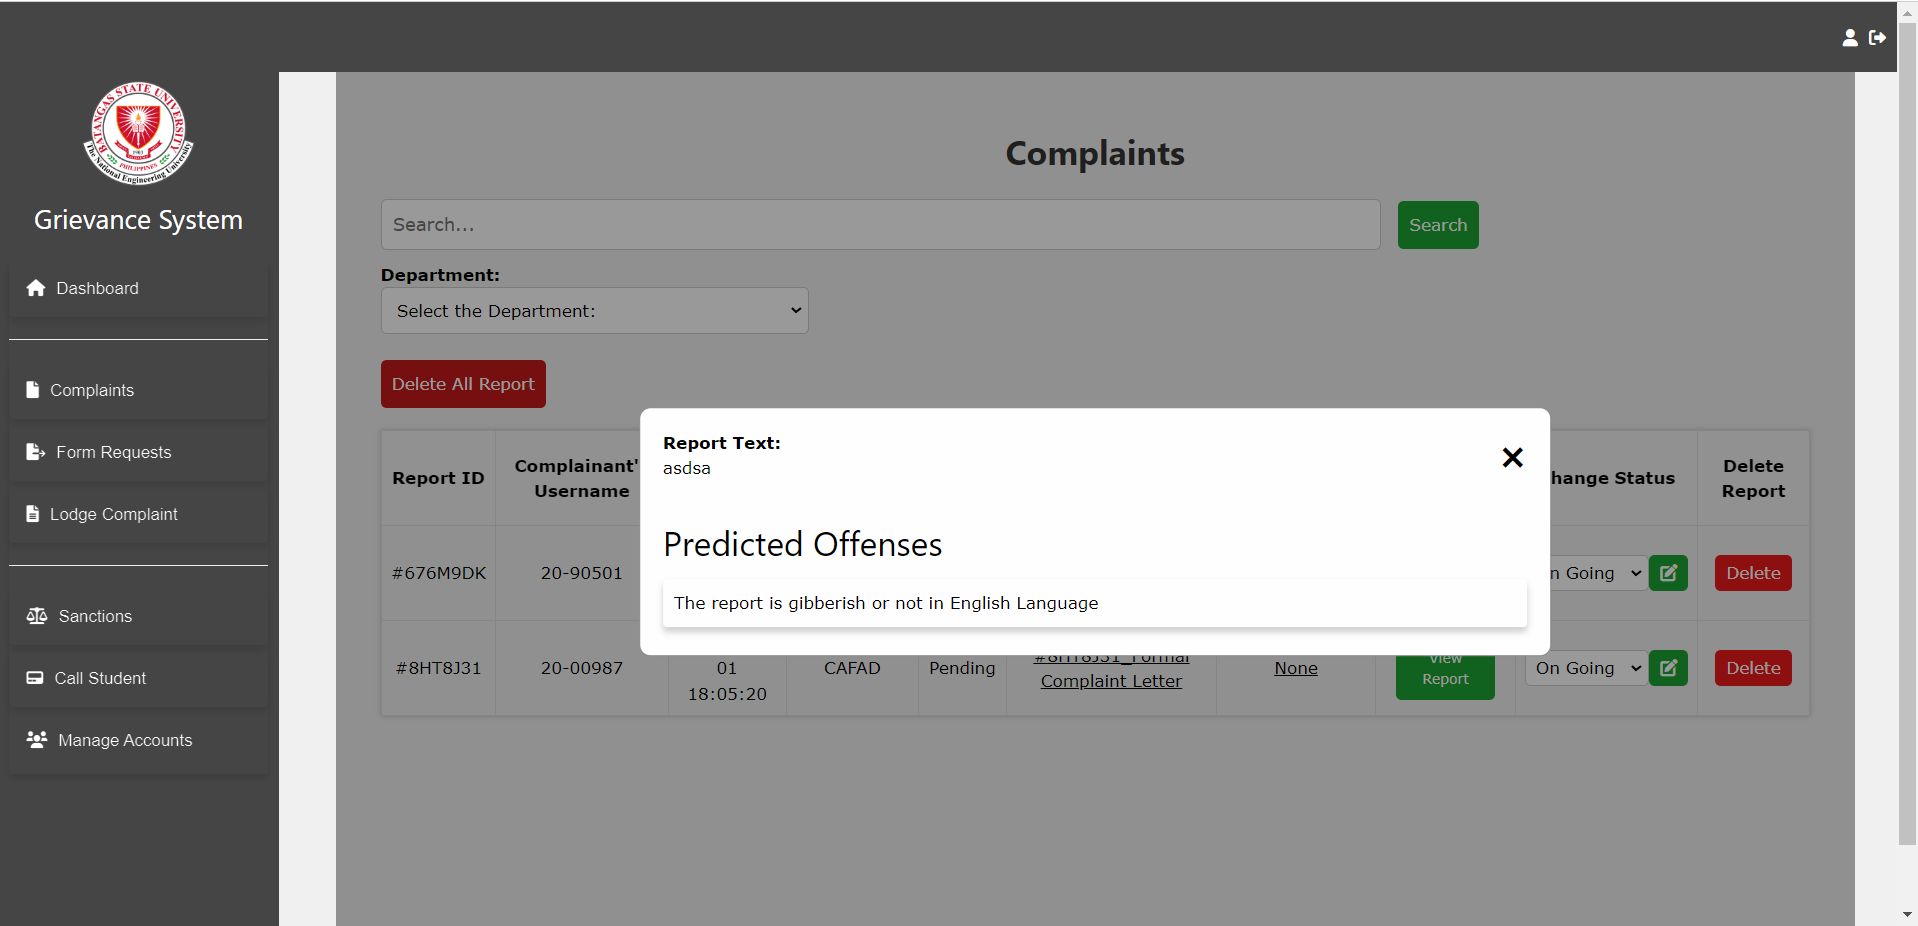 BATANGAS STATE UNIVERSITY
The National Engineering University
1903
PHILIPPINES
Grievance System
Dashboard
Complaints
Form Requests
Lodge Complaint
Sanctions
Call Student
Manage Accounts
Complaints
Search...
Search
Department:
Select the Department:
Delete All Report
Report Text:
asdsa
Predicted Offenses
The report is gibberish or not in English Language
Report ID
Complainant'
Username
hange Status
Delete
Report
#676M9DK
20-90501
n Going
Delete
#8HT8J31
20-00987
01
18:05:20
CAFAD
Pending
#8HT8J31_Formal
Complaint Letter
None
View
Report
On Going
Delete